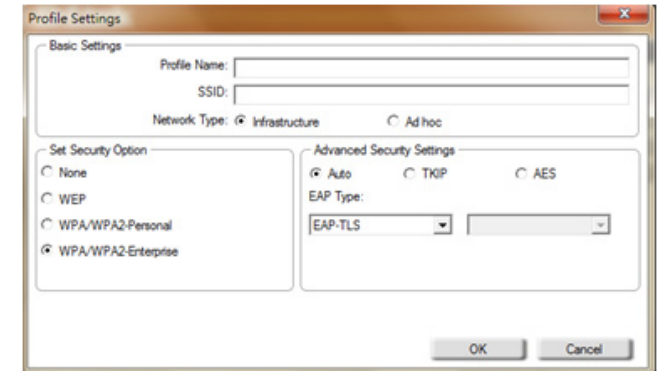 Profile Settings
Basic Settings
Profile Name:
SSID:
Network Type: Infrastructure Ad hoc
Set Security Option
None
WEP
WPA/WPA2-Personal
WPA/WPA2-Enterprise
Advanced Security Settings
Auto TKIP AES
EAP Type:
EAP-TLS
OK Cancel